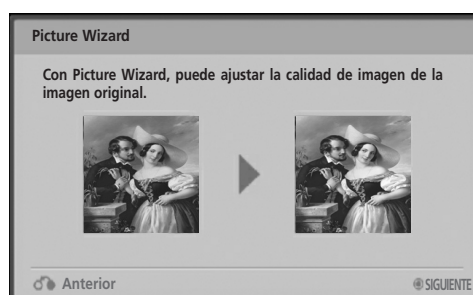 Picture Wizard
Con Picture Wizard, puede ajustar la calidad de imagen de la
imagen original.
Anterior
SIGUIENTE